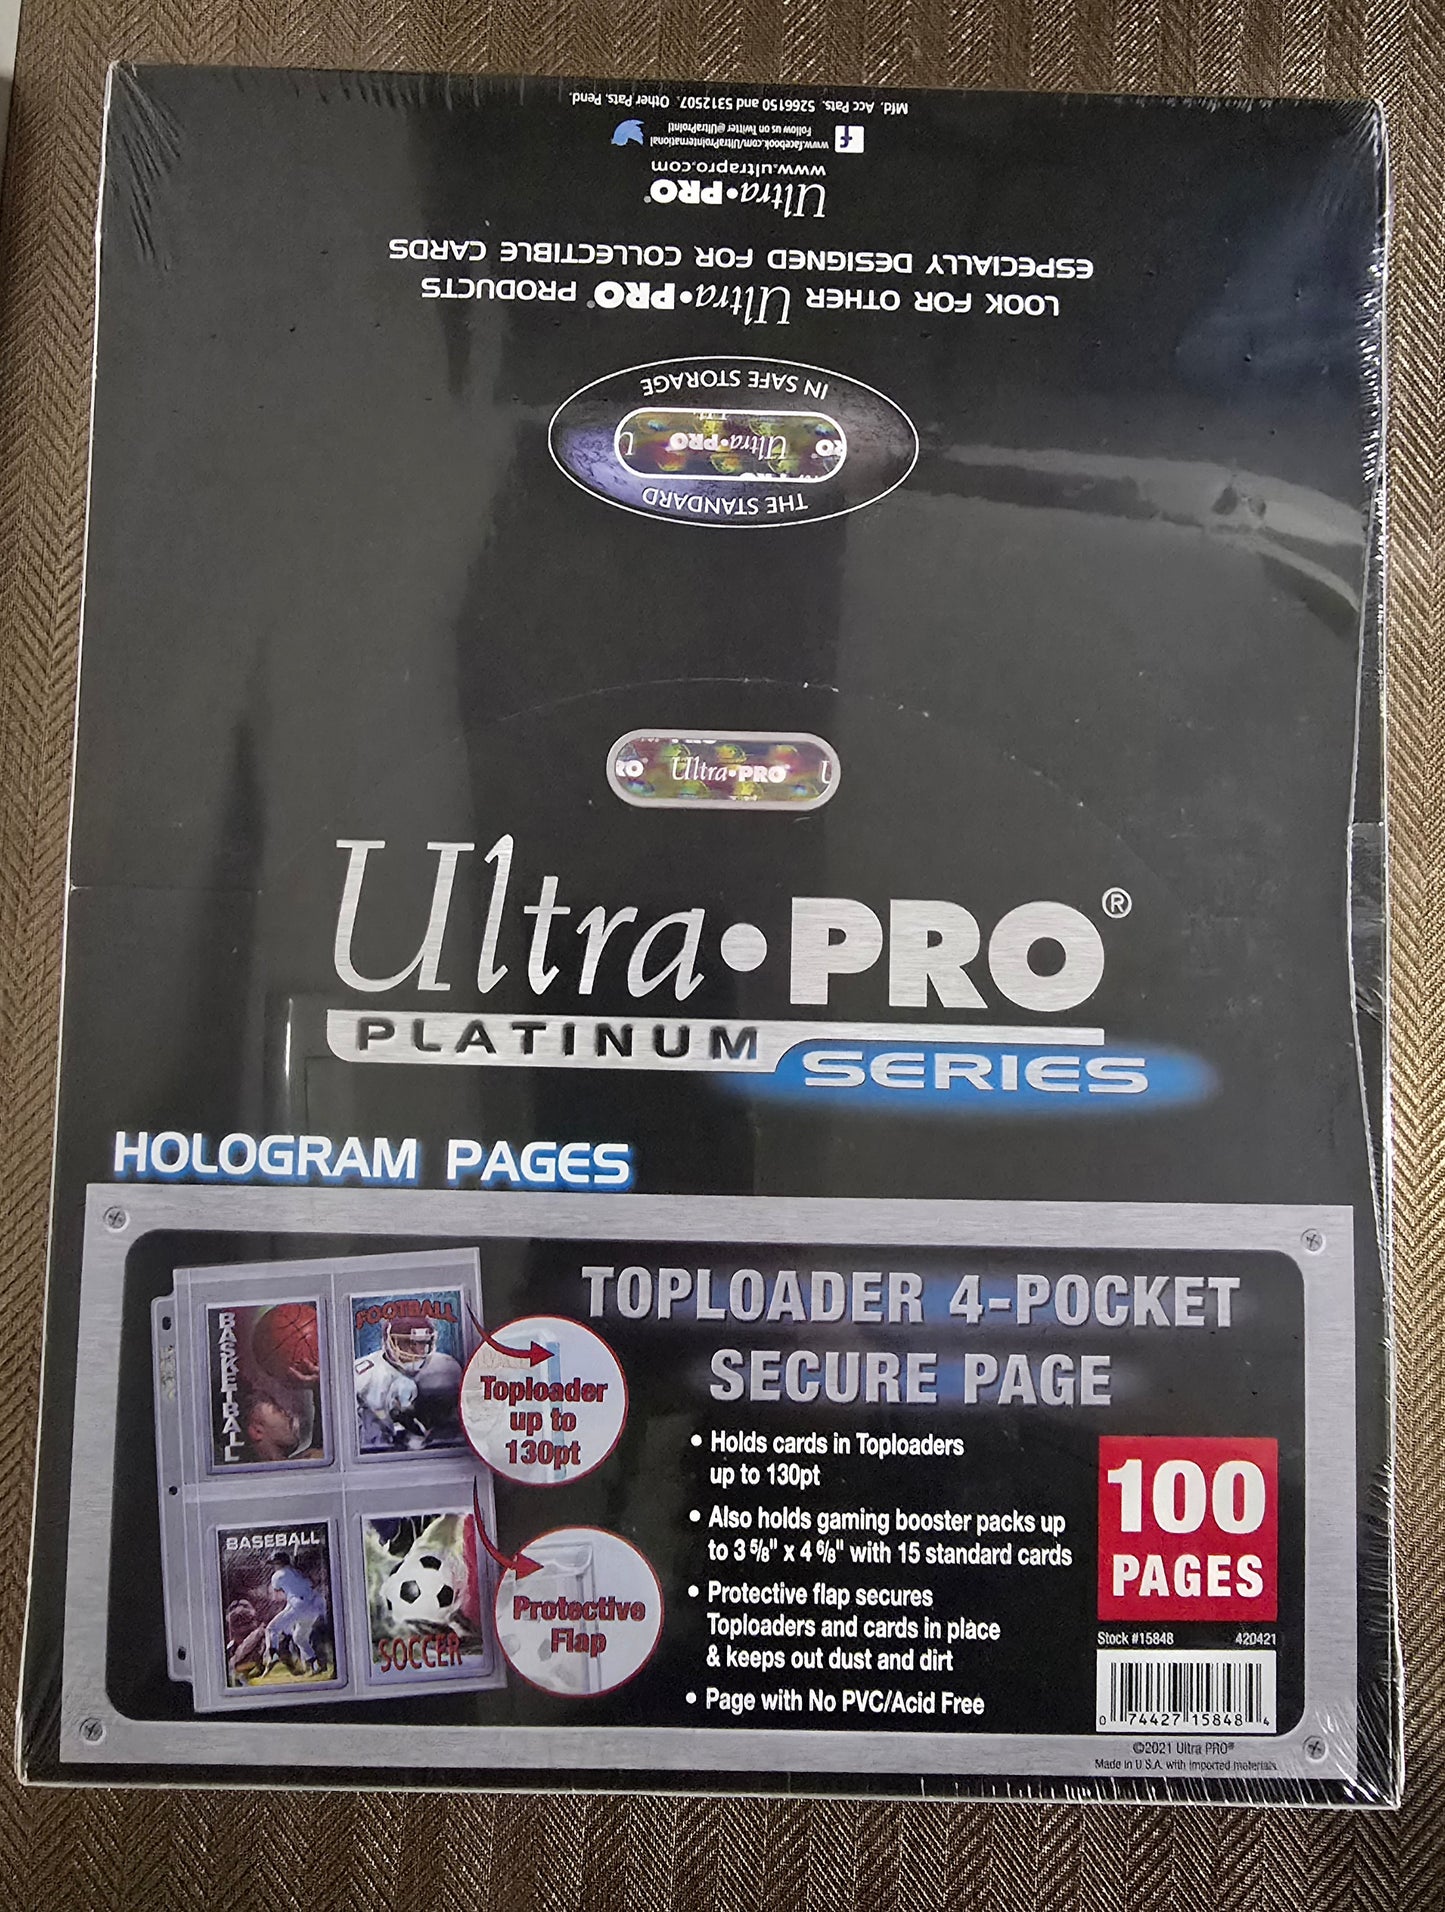 Mfd. Acc Pats. 5266150 and 5312507. Other Pats. Pend.
www.facebook.com/UltraProInternational
Follow us on Twitter @UltraProIntl
www.ultrapro.com
Ultra•PRO®
ESPECIALLY DESIGNED FOR COLLECTIBLE CARDS
LOOK FOR OTHER Ultra•PRO® PRODUCTS
IN SAFE STORAGE
Ultra•PRO
THE STANDARD
RO Ultra•PRO U
Ultra•PRO®
PLATINUM SERIES
HOLOGRAM PAGES
TOPLOADER 4-POCKET
SECURE PAGE
BASKETBALL
FOOTBALL
Toploader
up to
130pt
BASEBALL
SOCCER
Protective
Flap
• Holds cards in Toploaders
up to 130pt
• Also holds gaming booster packs up
to 3 5/8" x 4 6/8" with 15 standard cards
• Protective flap secures
Toploaders and cards in place
& keeps out dust and dirt
• Page with No PVC/Acid Free
100
PAGES
Stock #15848 420421
0 74427 15848 4
©2021 Ultra PRO®
Made in U.S.A. with imported materials